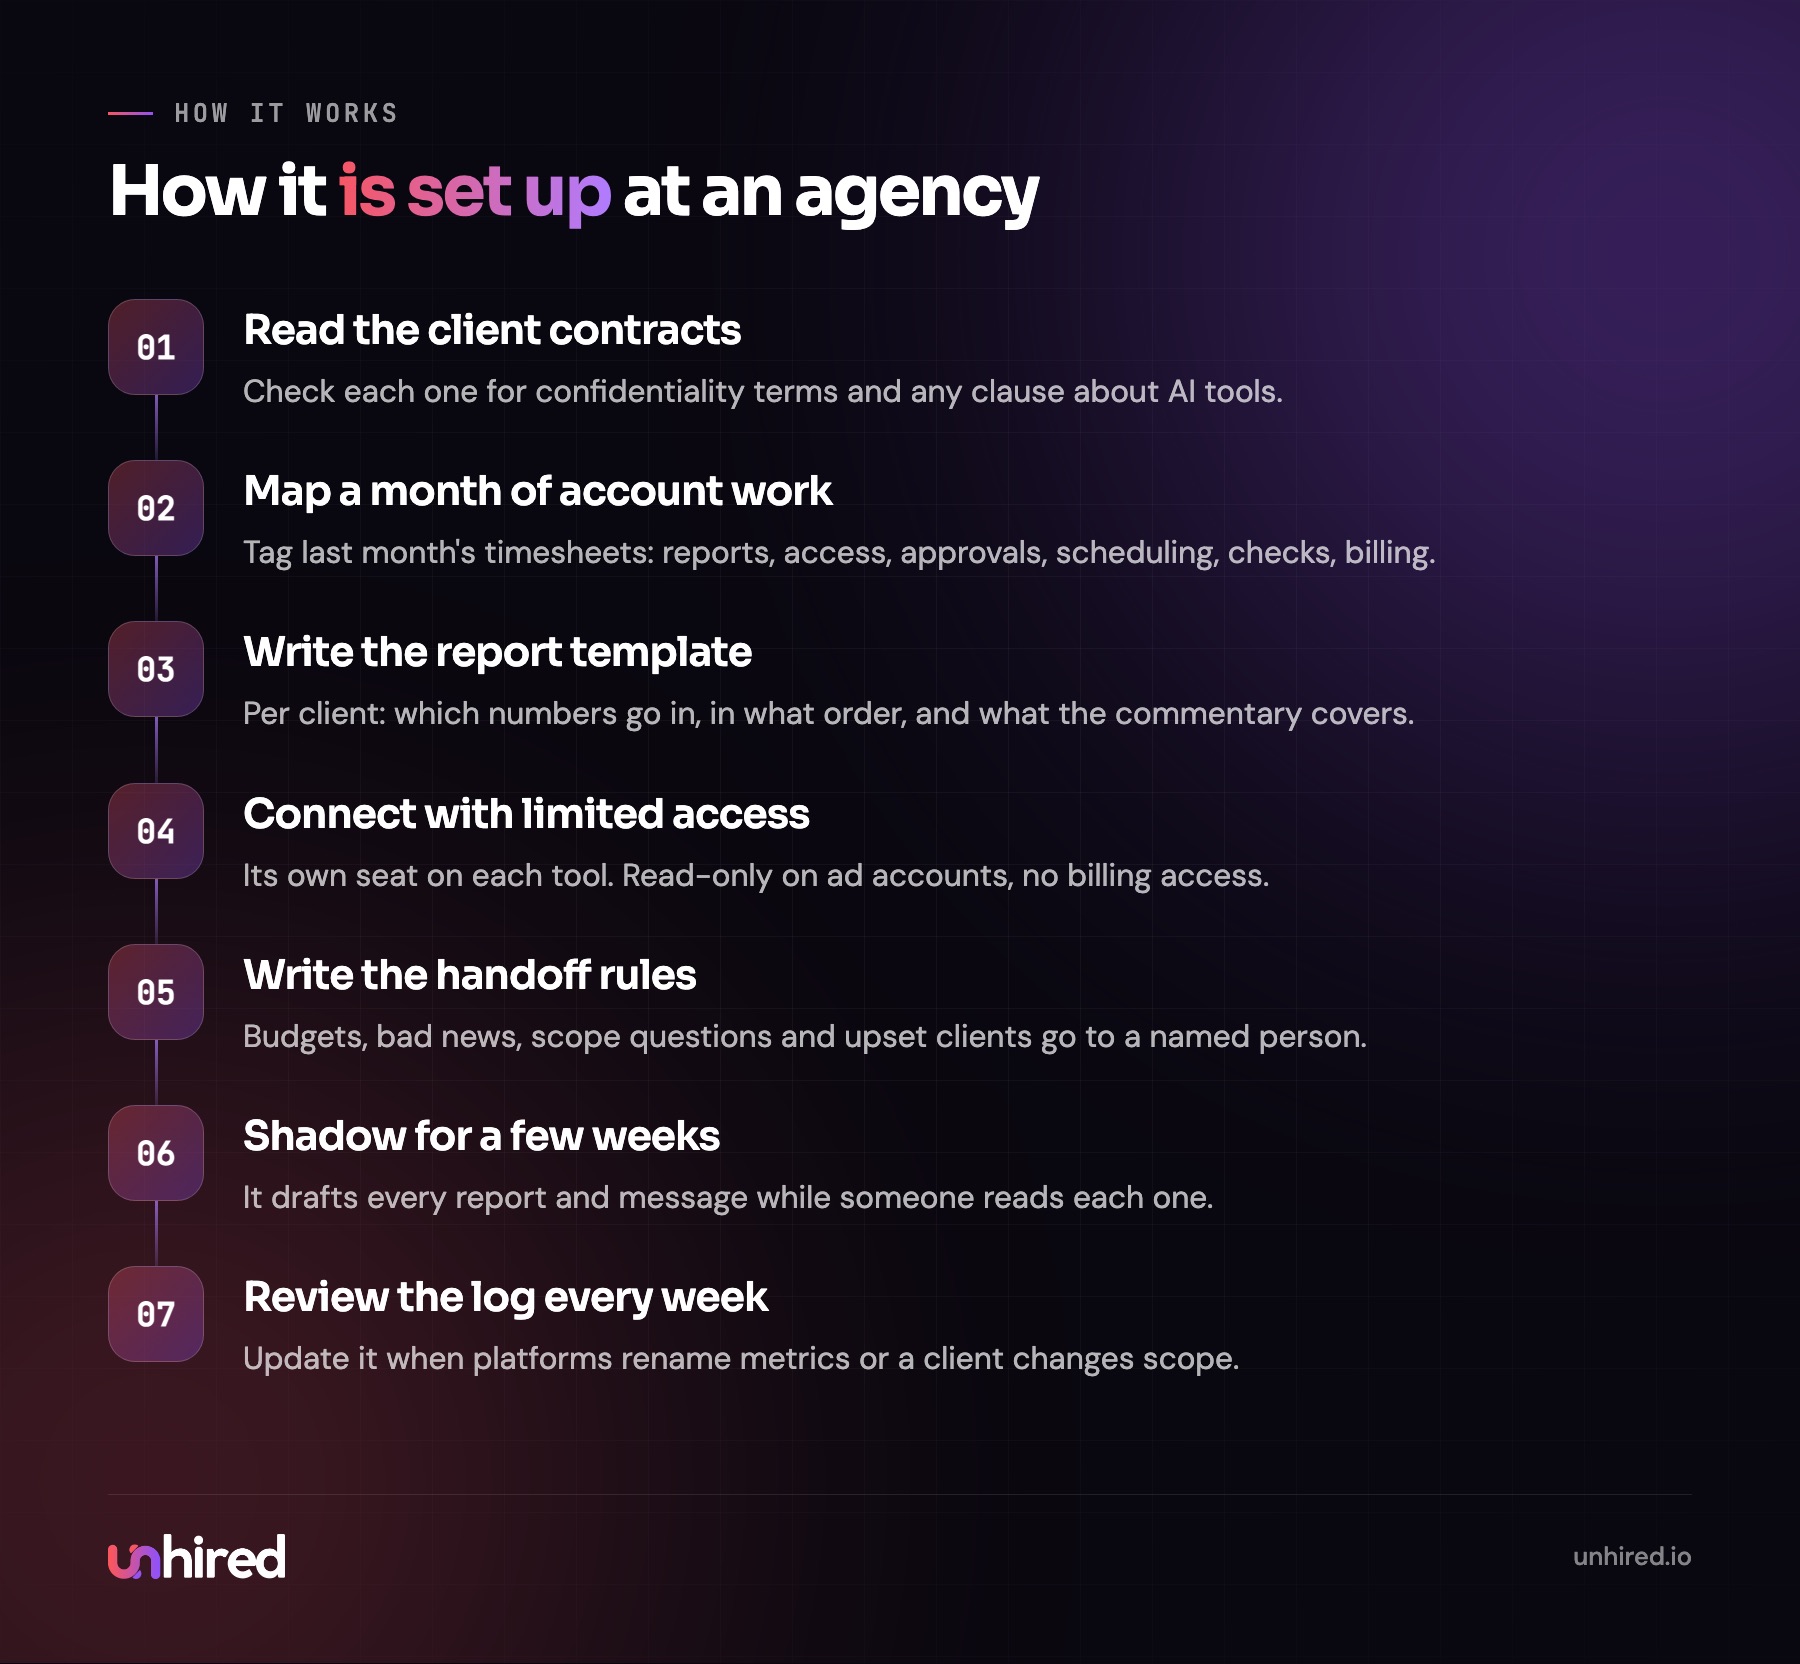 HOW IT WORKS
How it is set up at an agency
01
Read the client contracts
Check each one for confidentiality terms and any clause about AI tools.
02
Map a month of account work
Tag last month's timesheets: reports, access, approvals, scheduling, checks, billing.
03
Write the report template
Per client: which numbers go in, in what order, and what the commentary covers.
04
Connect with limited access
Its own seat on each tool. Read-only on ad accounts, no billing access.
05
Write the handoff rules
Budgets, bad news, scope questions and upset clients go to a named person.
06
Shadow for a few weeks
It drafts every report and message while someone reads each one.
07
Review the log every week
Update it when platforms rename metrics or a client changes scope.
unhired
unhired.io